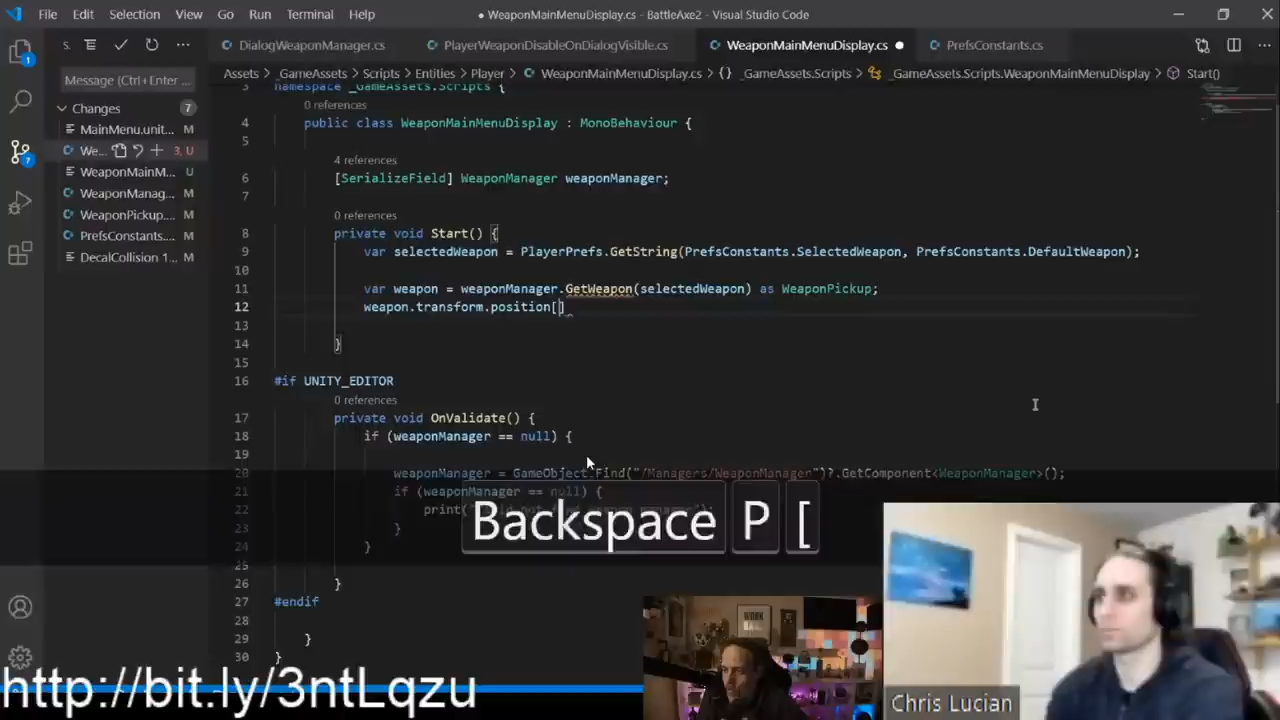 File Edit Selection View Go Run Terminal Help
● WeaponMainMenuDisplay.cs - BattleAxe2 - Visual Studio Code
S.
DialogWeaponManager.cs
PlayerWeaponDisableOnDialogVisible.cs
WeaponMainMenuDisplay.cs ●
PrefsConstants.cs
Assets > _GameAssets > Scripts > Entities > Player > WeaponMainMenuDisplay.cs > {} _GameAssets.Scripts > _GameAssets.Scripts.WeaponMainMenuDisplay > Start()
Message (Ctrl+Enter ...
Changes 7
MainMenu.unit... M
We... 3, U
WeaponMainM... U
WeaponManag... M
WeaponPickup.... M
PrefsConstants.... M
DecalCollision 1... M
3 namespace _GameAssets.Scripts {
0 references
4 public class WeaponMainMenuDisplay : MonoBehaviour {
5
4 references
6 [SerializeField] WeaponManager weaponManager;
7
0 references
8 private void Start() {
9 var selectedWeapon = PlayerPrefs.GetString(PrefsConstants.SelectedWeapon, PrefsConstants.DefaultWeapon);
10
11 var weapon = weaponManager.GetWeapon(selectedWeapon) as WeaponPickup;
12 weapon.transform.position[]
13
14 }
15
16 #if UNITY_EDITOR
0 references
17 private void OnValidate() {
18 if (weaponManager == null) {
19
20 weaponManager = GameObject.Find("/Managers/WeaponManager")?.GetComponent<WeaponManager>();
21 if (weaponManager == null) {
22 print("
23 }
24 }
25
26 }
27 #endif
28
29 }
30 }
Backspace P [
http://bit.ly/3ntLqzu
Chris Lucian